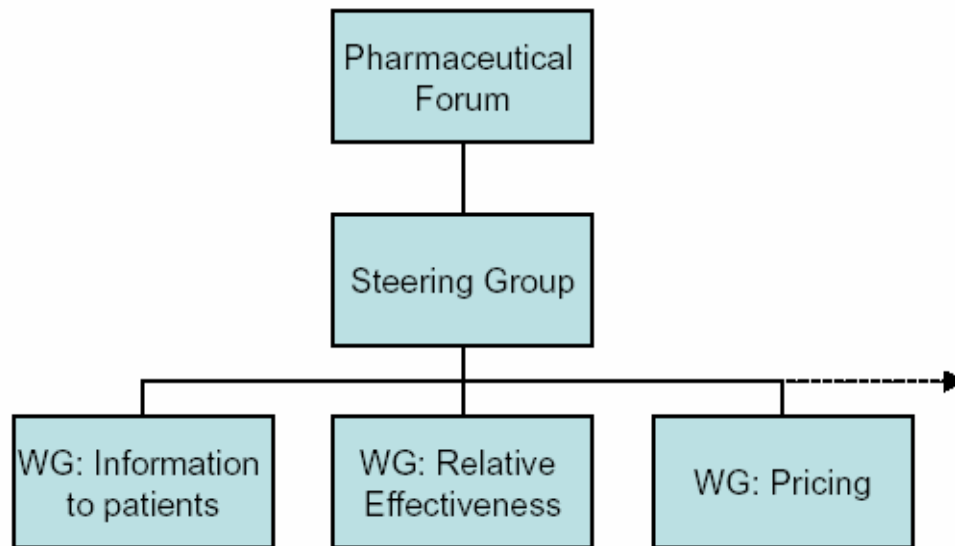 Pharmaceutical
Forum
Steering Group
WG: Information
to patients
WG: Relative
Effectiveness
WG: Pricing